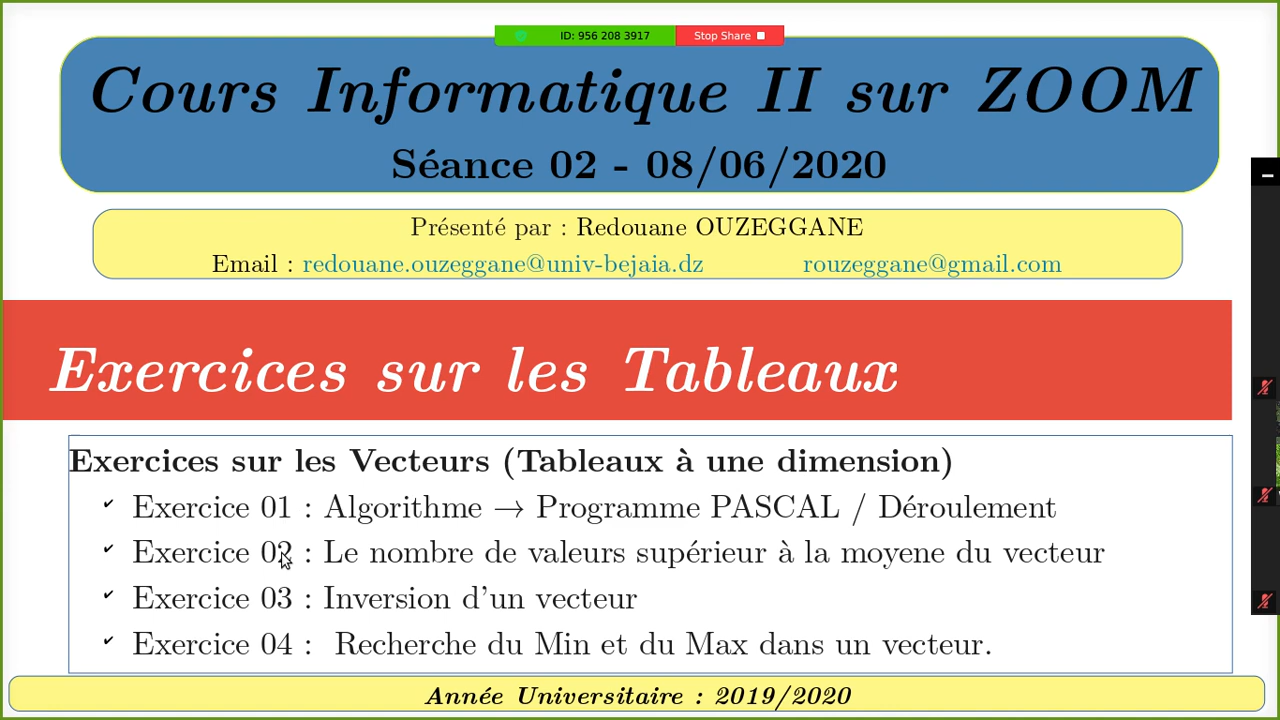 ID: 956 208 3917 Stop Share
Cours Informatique II sur ZOOM
Séance 02 - 08/06/2020
Présenté par : Redouane OUZEGGANE
Email : redouane.ouzeggane@univ-bejaia.dz rouzeggane@gmail.com
Exercices sur les Tableaux
Exercices sur les Vecteurs (Tableaux à une dimension)
✓ Exercice 01 : Algorithme → Programme PASCAL / Déroulement
✓ Exercice 02 : Le nombre de valeurs supérieur à la moyene du vecteur
✓ Exercice 03 : Inversion d'un vecteur
✓ Exercice 04 : Recherche du Min et du Max dans un vecteur.
Année Universitaire : 2019/2020